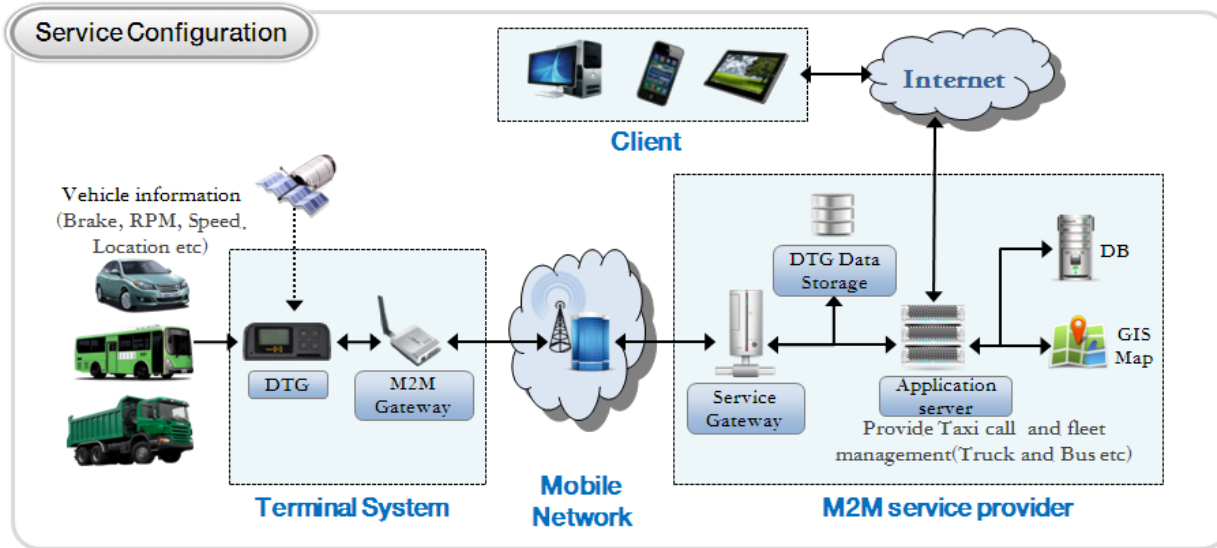 Service Configuration
Internet
Client
Vehicle information
(Brake, RPM, Speed.
Location etc)
DTG Data
Storage
DB
GIS
Map
DTG
M2M
Gateway
Service
Gateway
Application
server
Provide Taxi call and fleet
management(Truck and Bus etc)
Terminal System
Mobile
Network
M2M service provider